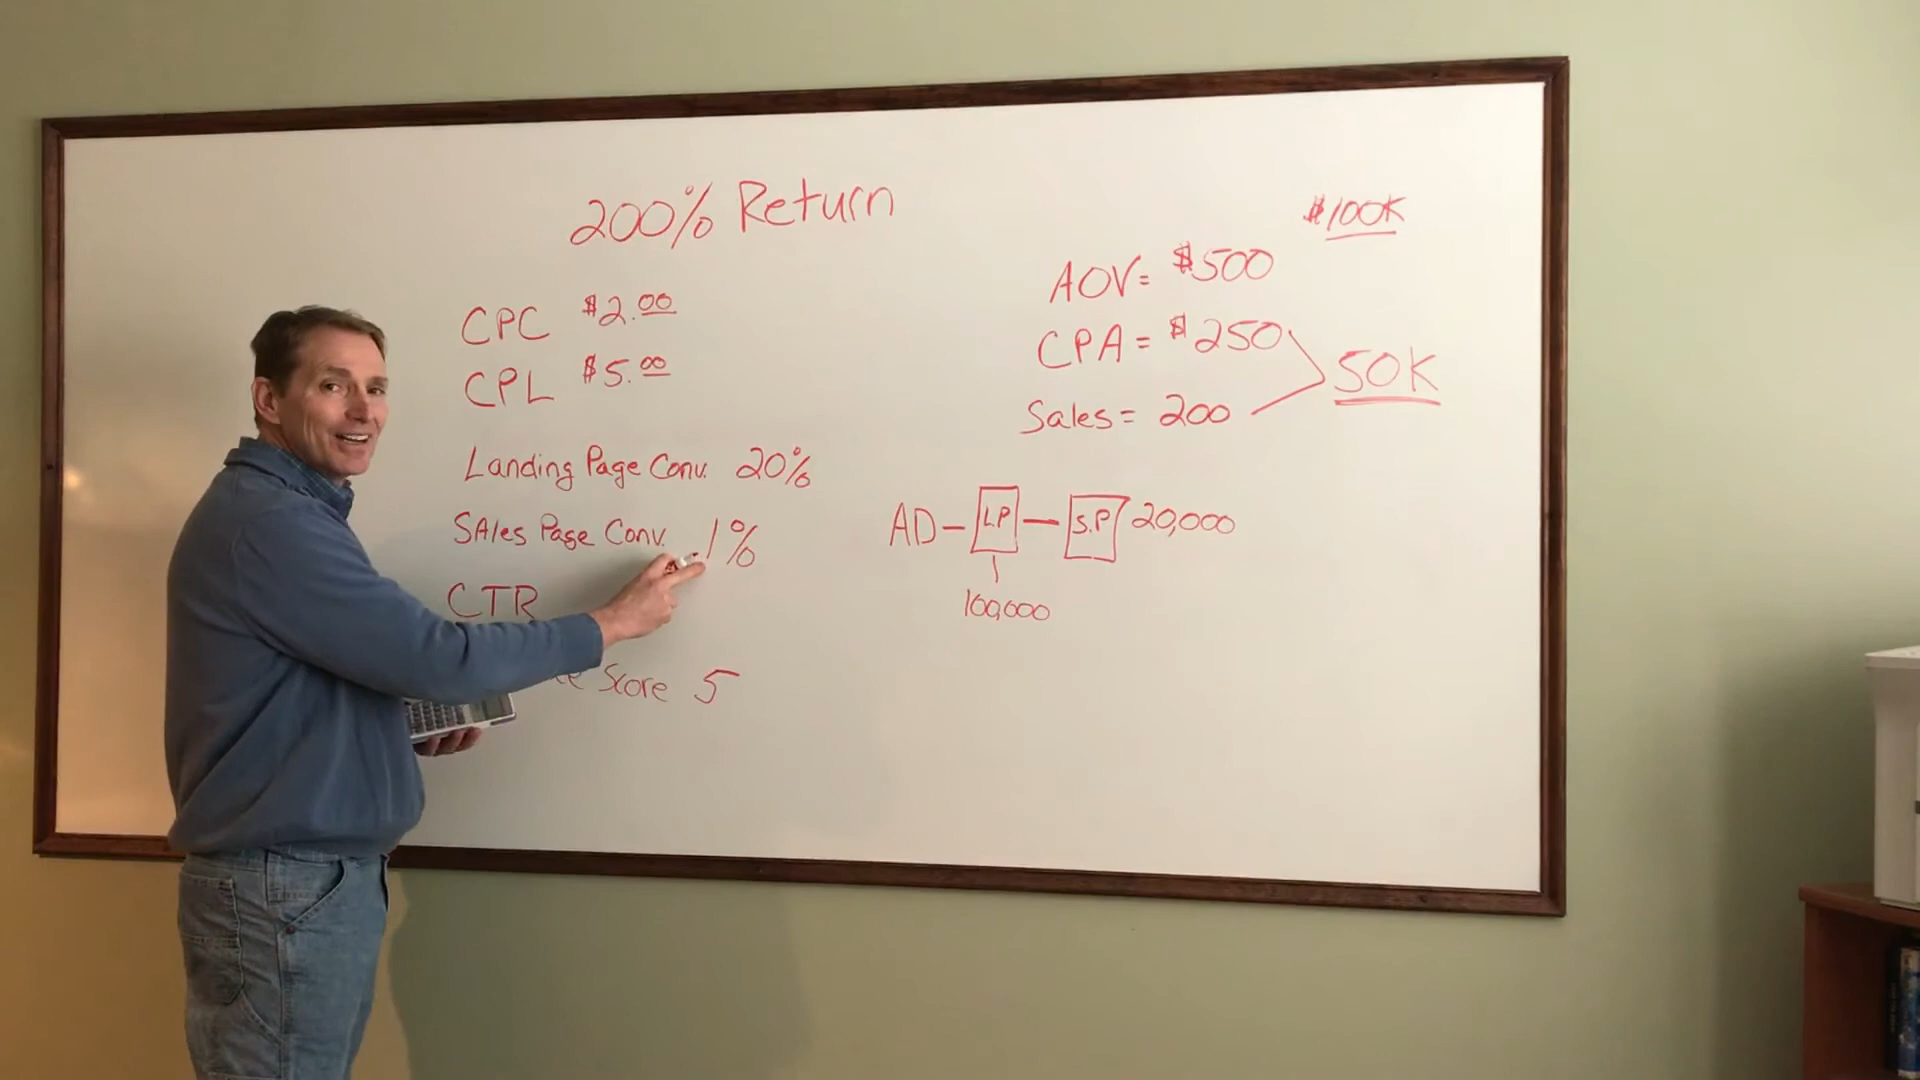 200% Return
CPC $2.00
CPL $5.00
Landing Page Conv. 20%
SAles Page Conv. 1%
CTR
Score 5
$100K
AOV= $500
CPA = $250
Sales= 200
50K
AD - L.P - S.P 20,000
100,000